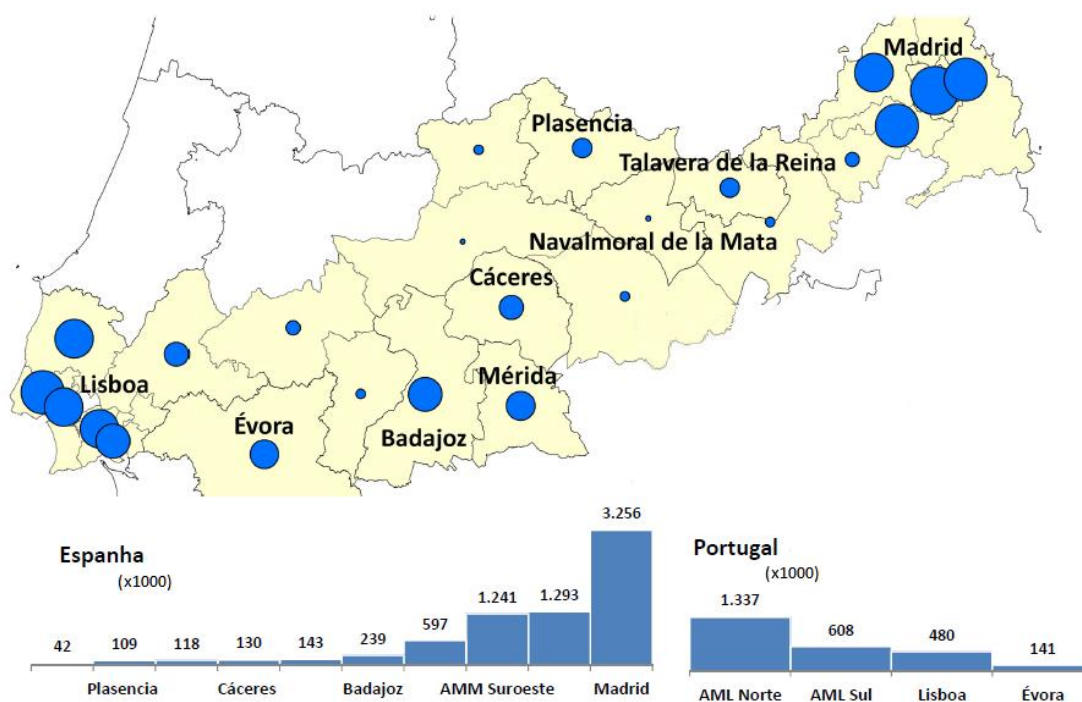 Madrid
Plasencia
Talavera de la Reina
Navalmoral de la Mata
Cáceres
Lisboa
Mérida
Évora
Badajoz
Espanha
(x1000)
42 109 118 130 143 239 597 1.241 1.293 3.256
Plasencia Cáceres Badajoz AMM Suroeste Madrid
Portugal
(x1000)
1.337 608 480 141
AML Norte AML Sul Lisboa Évora